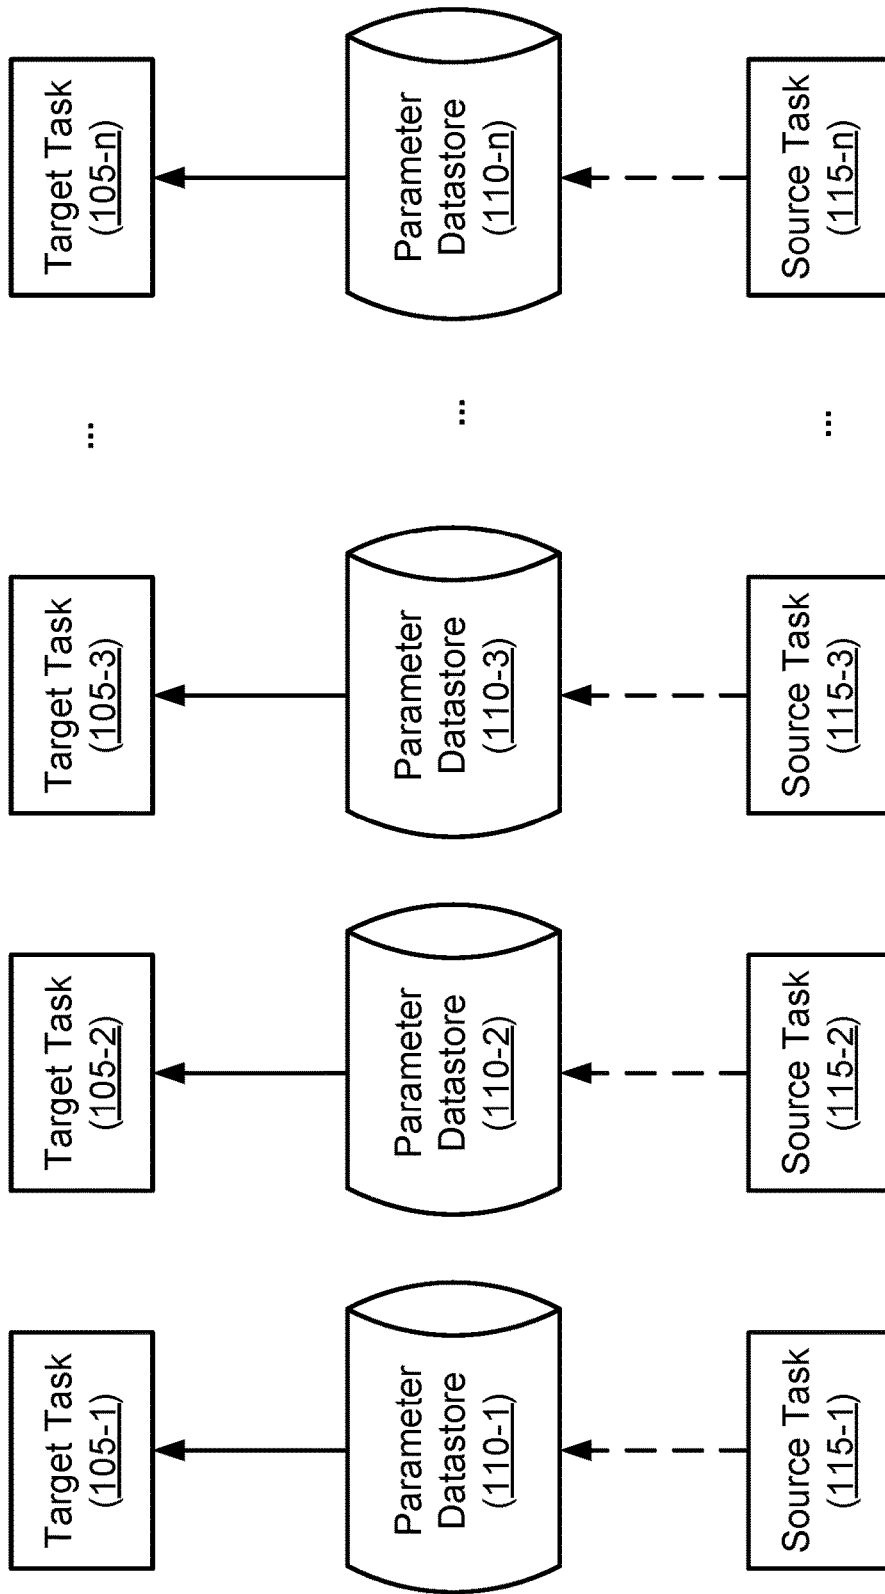 Target Task
(105-1)
Target Task
(105-2)
Target Task
(105-3)
...
Target Task
(105-n)
Parameter
Datastore
(110-1)
Parameter
Datastore
(110-2)
Parameter
Datastore
(110-3)
...
Parameter
Datastore
(110-n)
Source Task
(115-1)
Source Task
(115-2)
Source Task
(115-3)
...
Source Task
(115-n)